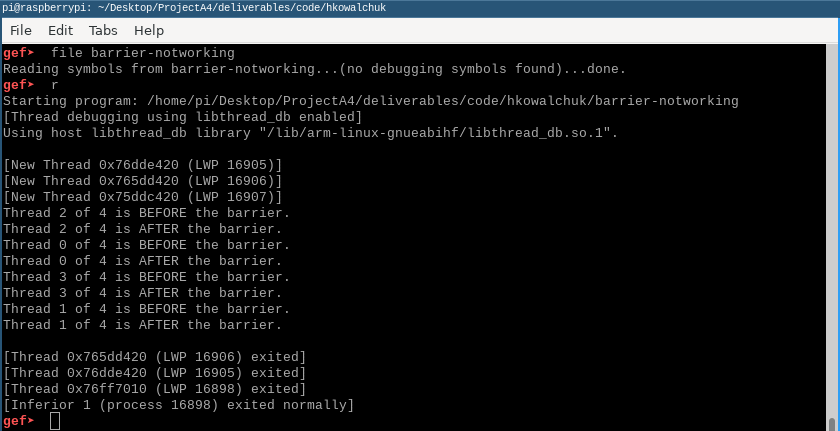 pi@raspberrypi: ~/Desktop/ProjectA4/deliverables/code/hkowalchuk
File Edit Tabs Help
gef➤ file barrier-notworking
Reading symbols from barrier-notworking...(no debugging symbols found)...done.
gef➤ r
Starting program: /home/pi/Desktop/ProjectA4/deliverables/code/hkowalchuk/barrier-notworking
[Thread debugging using libthread_db enabled]
Using host libthread_db library "/lib/arm-linux-gnueabihf/libthread_db.so.1".
[New Thread 0x76dde420 (LWP 16905)]
[New Thread 0x765dd420 (LWP 16906)]
[New Thread 0x75ddc420 (LWP 16907)]
Thread 2 of 4 is BEFORE the barrier.
Thread 2 of 4 is AFTER the barrier.
Thread 0 of 4 is BEFORE the barrier.
Thread 0 of 4 is AFTER the barrier.
Thread 3 of 4 is BEFORE the barrier.
Thread 3 of 4 is AFTER the barrier.
Thread 1 of 4 is BEFORE the barrier.
Thread 1 of 4 is AFTER the barrier.
[Thread 0x765dd420 (LWP 16906) exited]
[Thread 0x76dde420 (LWP 16905) exited]
[Thread 0x76ff7010 (LWP 16898) exited]
[Inferior 1 (process 16898) exited normally]
gef➤